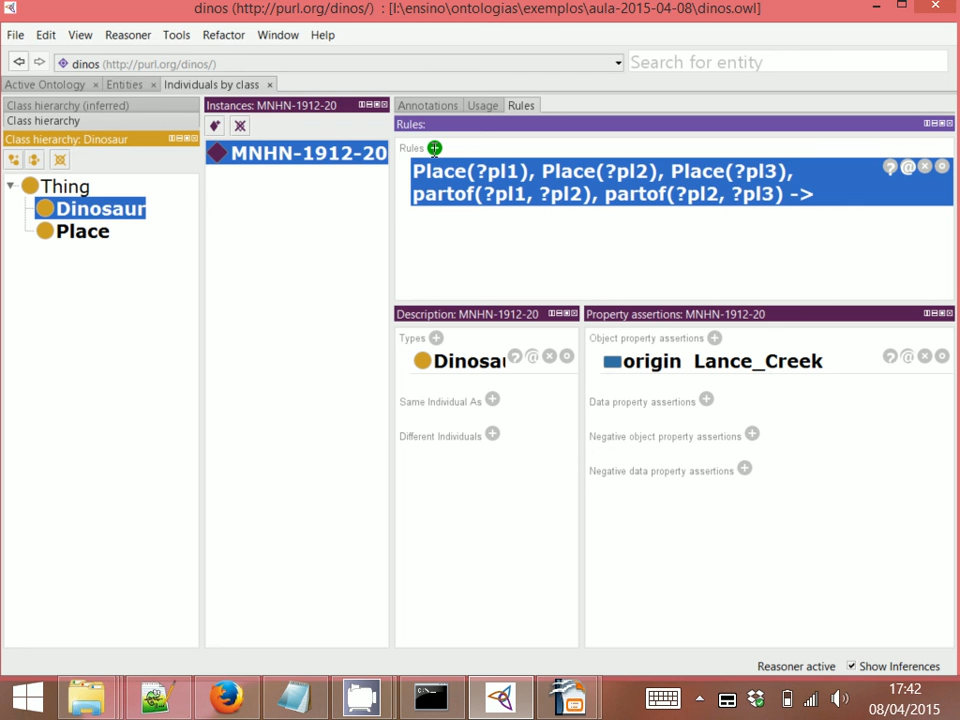 dinos (http://purl.org/dinos/) : [I:\ensino\ontologias\exemplos\aula-2015-04-08\dinos.owl]
File Edit View Reasoner Tools Refactor Window Help
dinos (http://purl.org/dinos/)
Search for entity
Active Ontology × Entities × Individuals by class ×
Class hierarchy (inferred)
Class hierarchy
Class hierarchy: Dinosaur
Thing
Dinosaur
Place
Instances: MNHN-1912-20
MNHN-1912-20
Annotations Usage Rules
Rules:
Rules
Place(?pl1), Place(?pl2), Place(?pl3),
partof(?pl1, ?pl2), partof(?pl2, ?pl3) ->
Description: MNHN-1912-20
Types
Dinosau
Same Individual As
Different Individuals
Property assertions: MNHN-1912-20
Object property assertions
origin Lance_Creek
Data property assertions
Negative object property assertions
Negative data property assertions
Reasoner active Show Inferences
17:42
08/04/2015